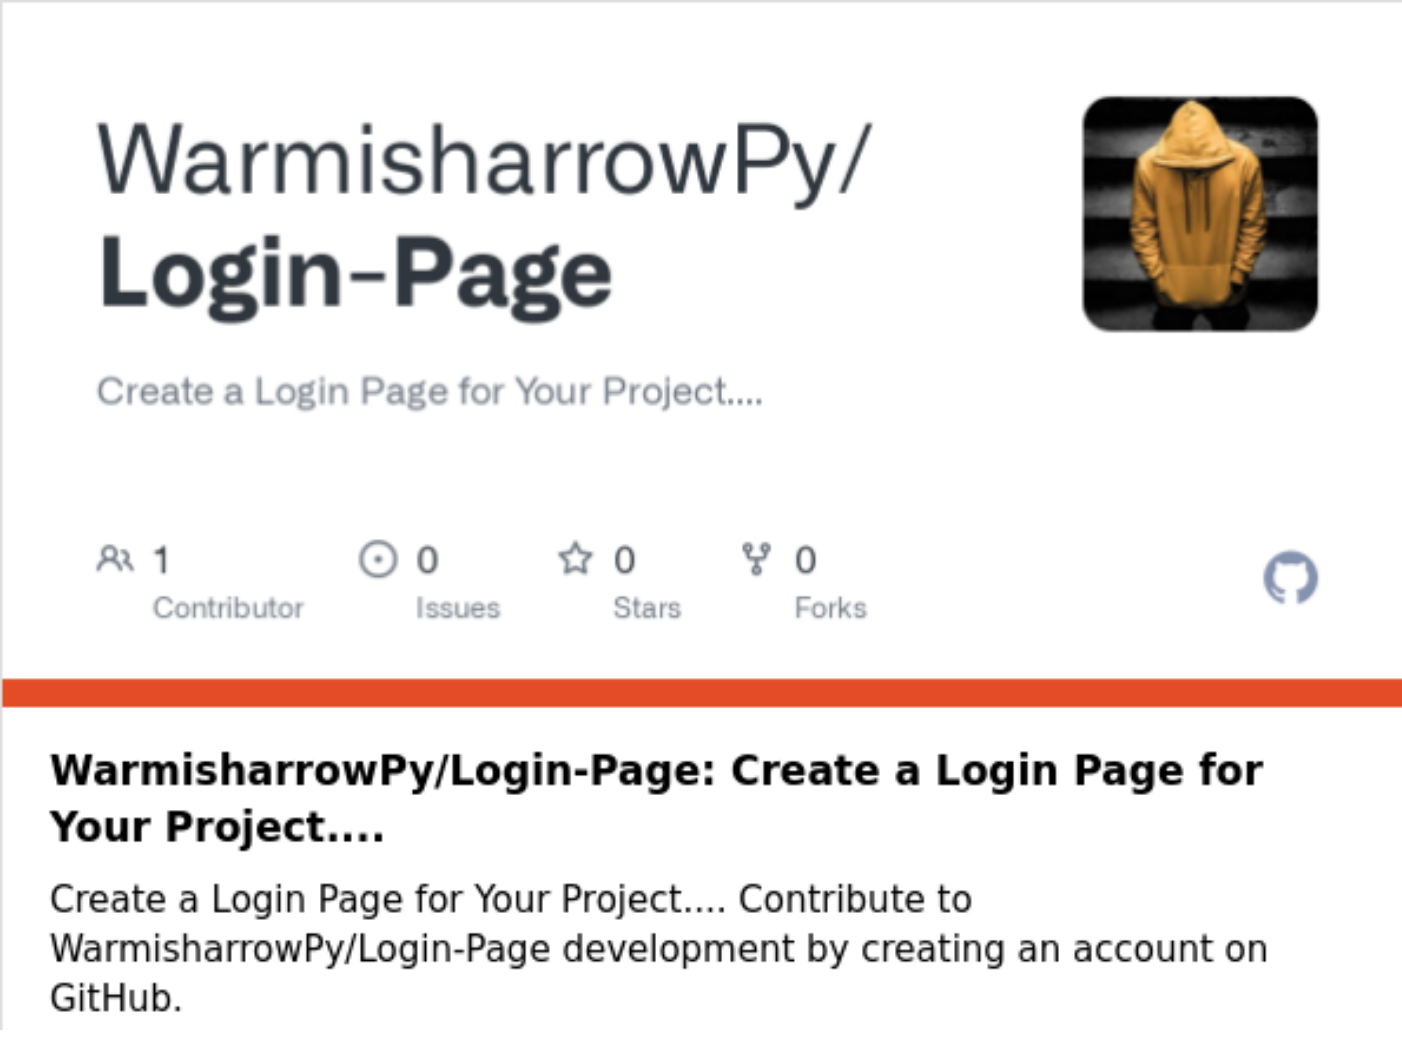 WarmisharrowPy/
Login-Page
Create a Login Page for Your Project....
1
Contributor
0
Issues
0
Stars
0
Forks
WarmisharrowPy/Login-Page: Create a Login Page for
Your Project....
Create a Login Page for Your Project.... Contribute to
WarmisharrowPy/Login-Page development by creating an account on
GitHub.